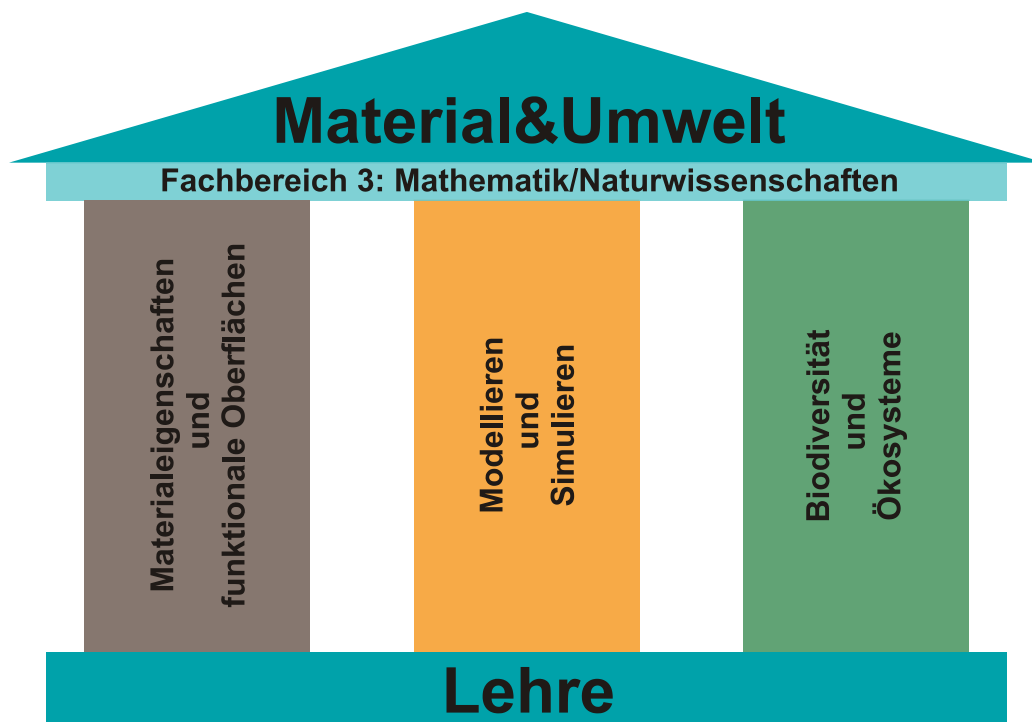 Material&Umwelt
Fachbereich 3: Mathematik/Naturwissenschaften
Materialeigenschaften
und
funktionale Oberflächen
Modellieren
und
Simulieren
Biodiversität
und
Ökosysteme
Lehre